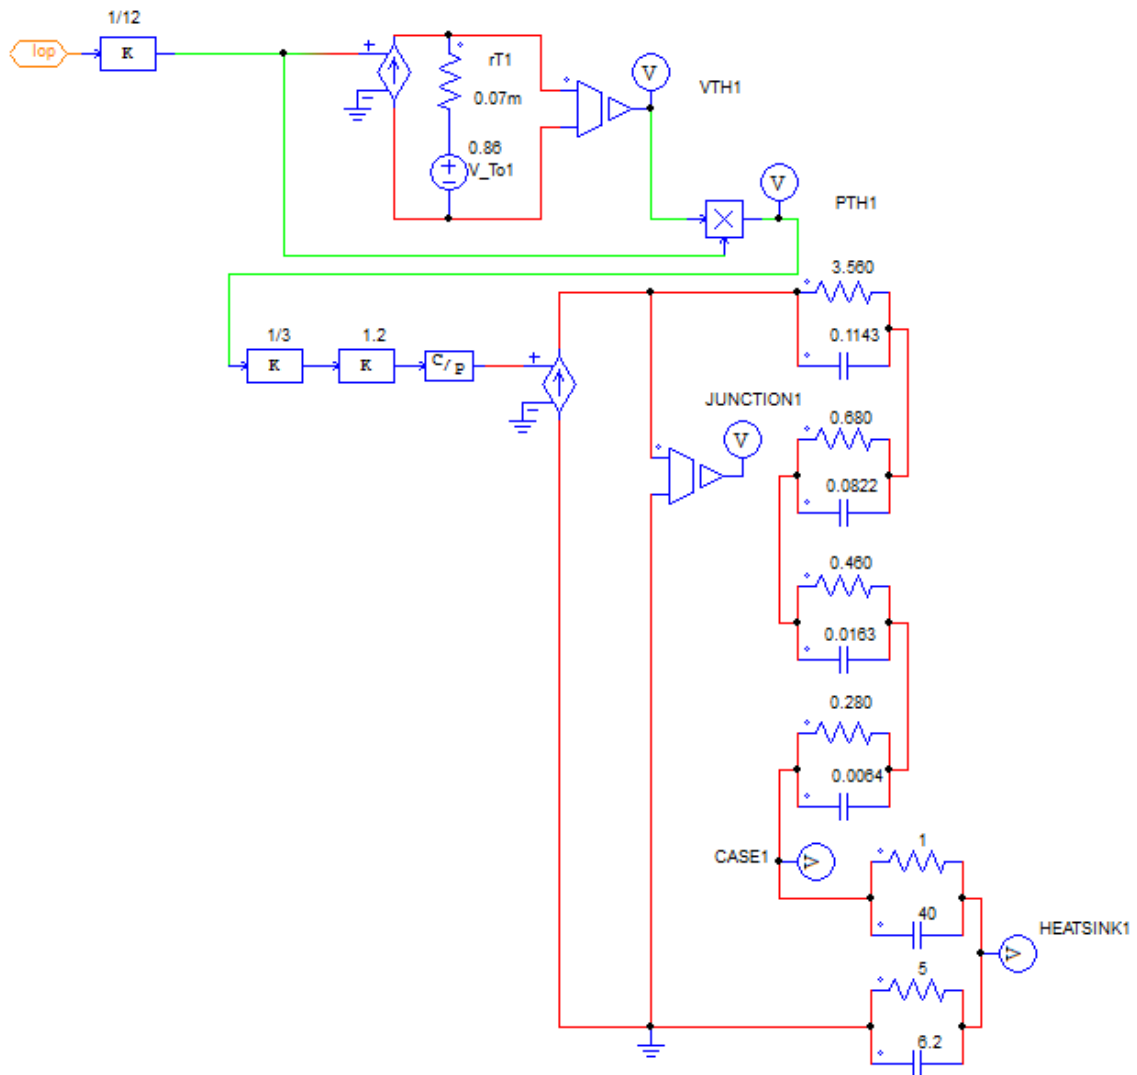 1/12
Iop
K
+
−
rT1
0.07m
0.86
V_To1
+
−
V
VTH1
V
PTH1
3.560
0.1143
1/3
K
1.2
K
C/P
+
−
JUNCTION1
V
0.680
0.0822
0.460
0.0163
0.280
0.0064
CASE1
V
1
40
HEATSINK1
V
5
6.2